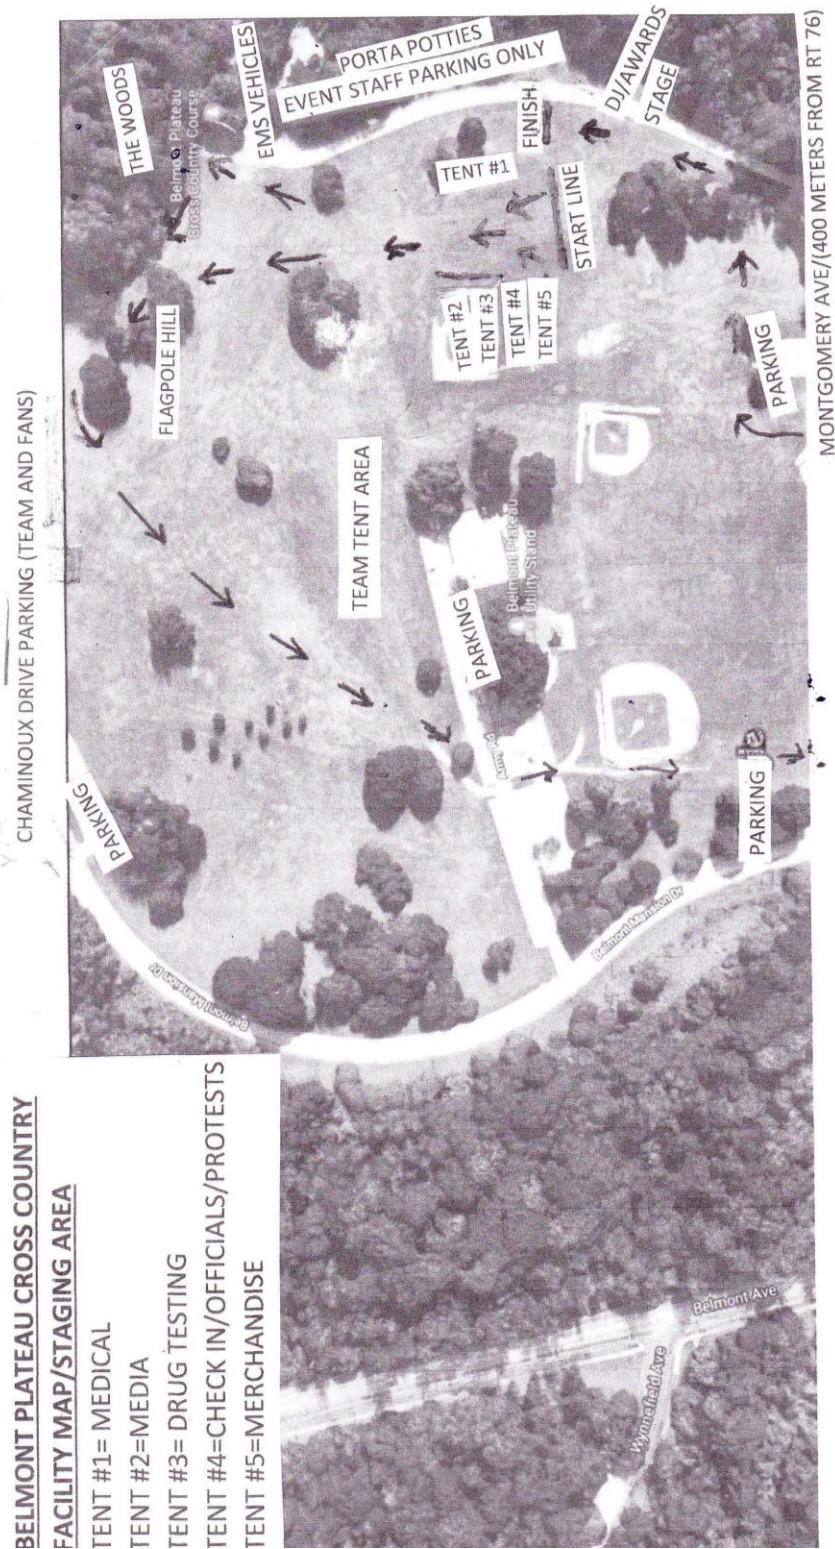 BELMONT PLATEAU CROSS COUNTRY
FACILITY MAP/STAGING AREA
TENT #1= MEDICAL
TENT #2=MEDIA
TENT #3= DRUG TESTING
TENT #4=CHECK IN/OFFICIALS/PROTESTS
TENT #5=MERCHANDISE
CHAMINOUX DRIVE PARKING (TEAM AND FANS)
THE WOODS
Belmont Plateau
Cross Country Course
EMS VEHICLES
PORTA POTTIES
EVENT STAFF PARKING ONLY
FINISH
DJ/AWARDS
STAGE
TENT #1
START LINE
FLAGPOLE HILL
TENT #2
TENT #3
TENT #4
TENT #5
PARKING
TEAM TENT AREA
PARKING
Belmont Plateau
Utility Stand
Army Rd
PARKING
PARKING
Belmont Mansion Dr
Belmont Mansion Dr
MONTGOMERY AVE/(400 METERS FROM RT 76)
Belmont Ave
Wynnefield Ave